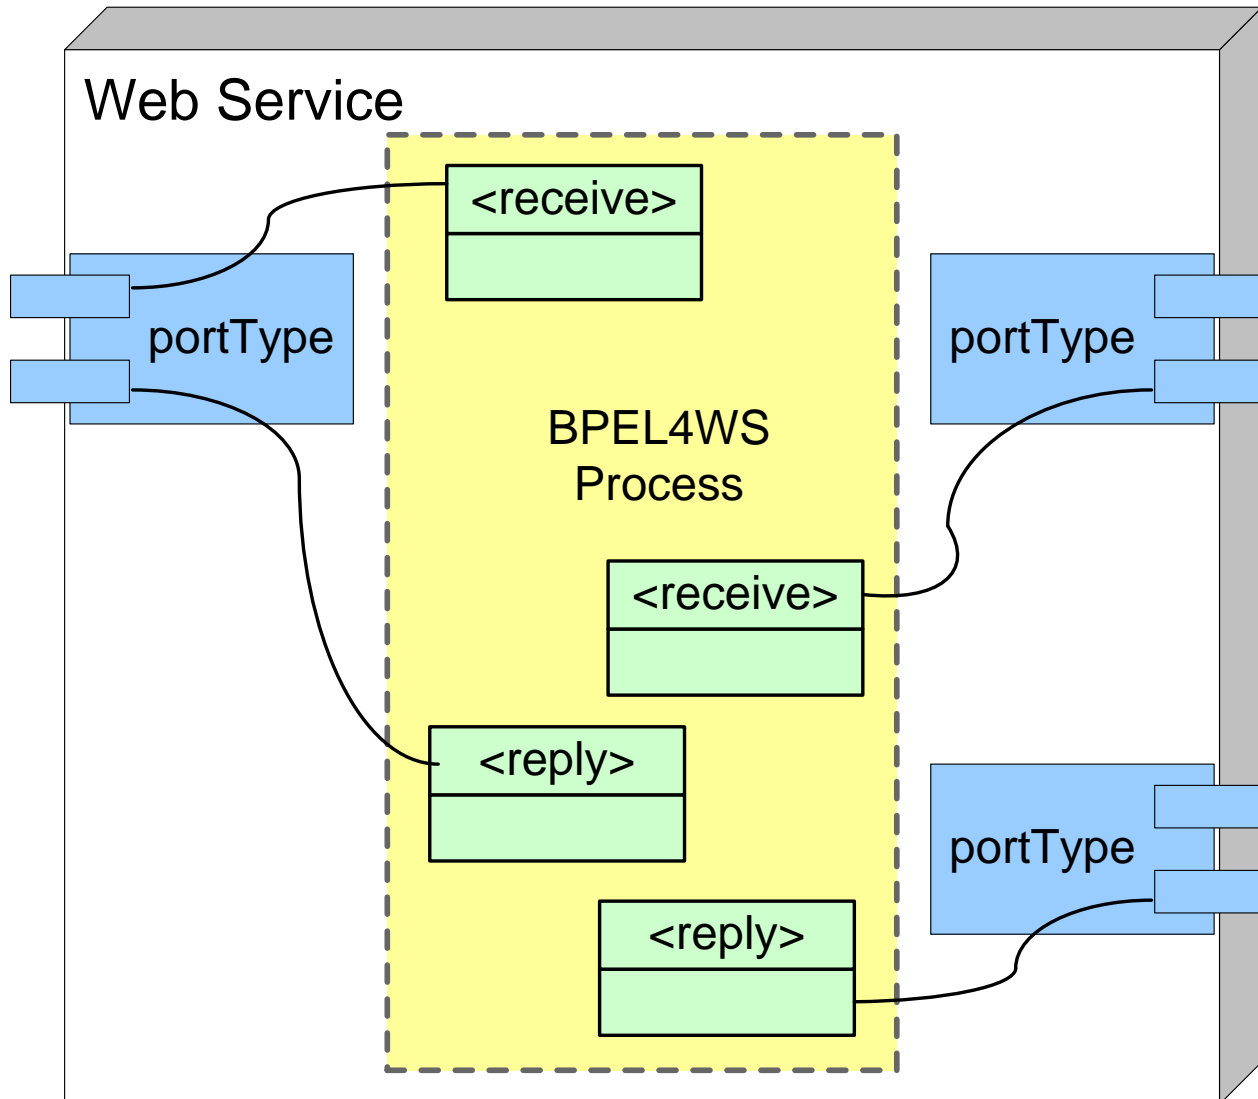 Web Service
<receive>
portType
portType
BPEL4WS
Process
<receive>
<reply>
portType
<reply>